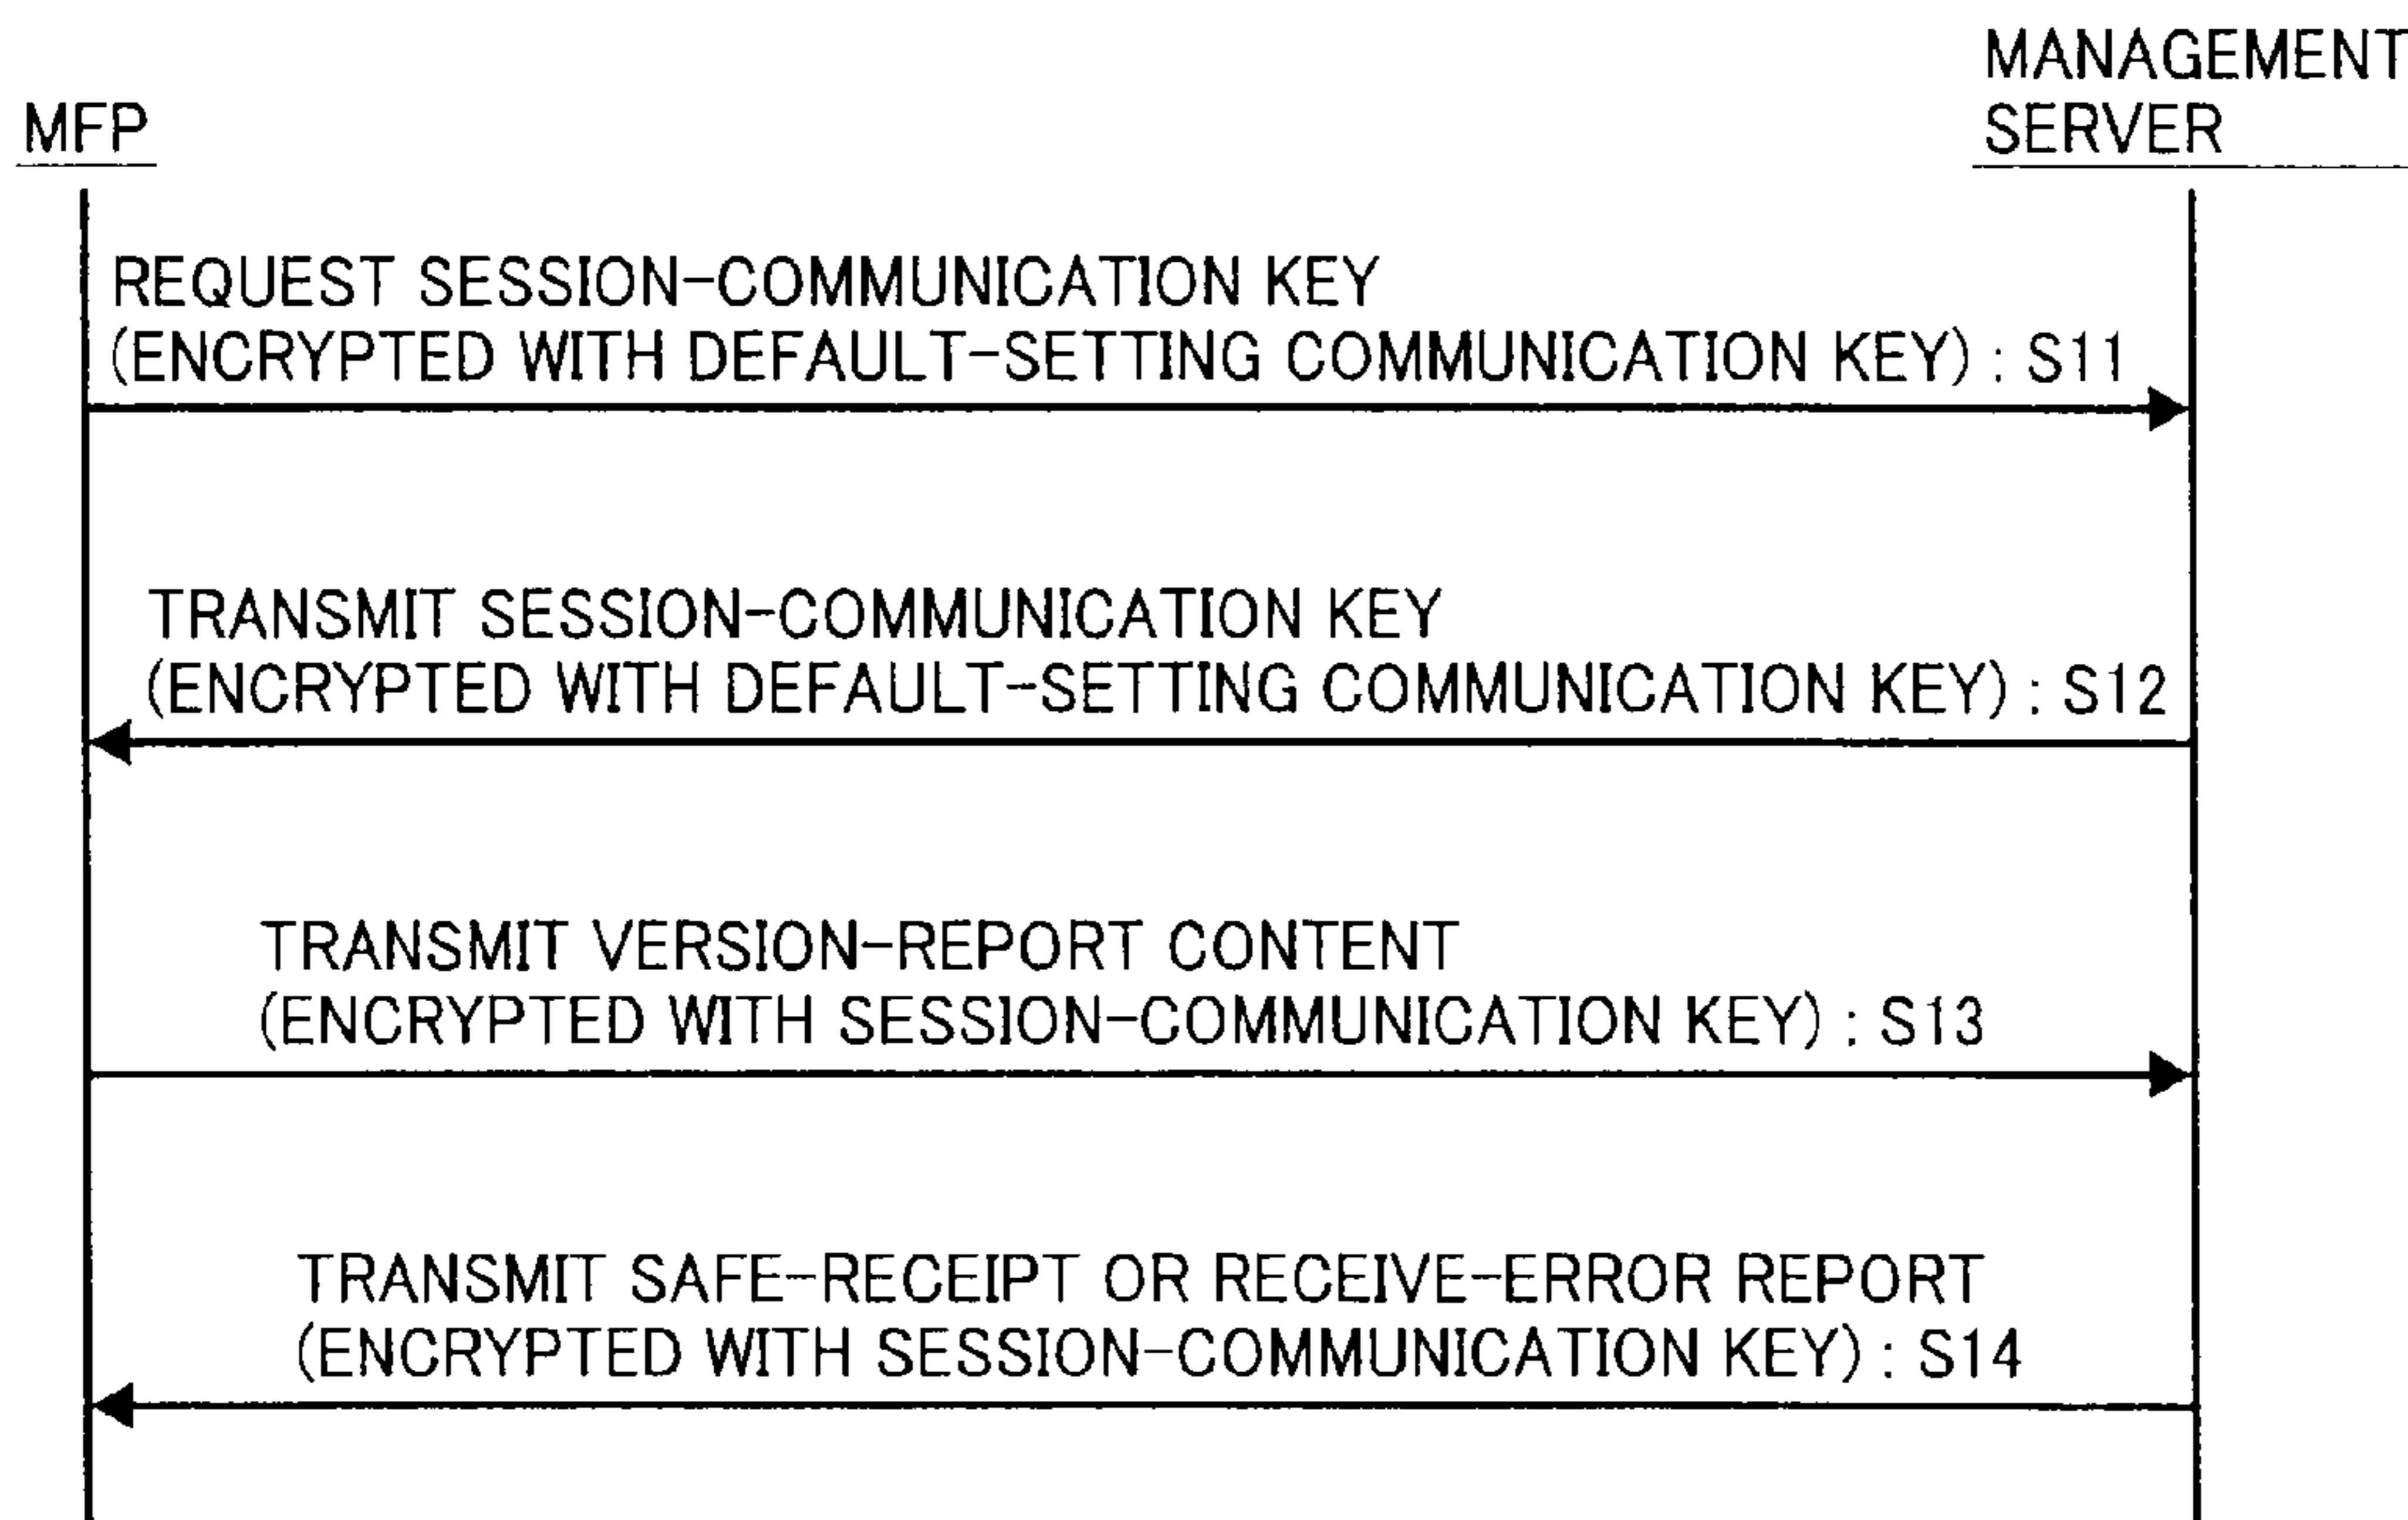 MFP
MANAGEMENT
SERVER
REQUEST SESSION-COMMUNICATION KEY
(ENCRYPTED WITH DEFAULT-SETTING COMMUNICATION KEY) : S11
TRANSMIT SESSION-COMMUNICATION KEY
(ENCRYPTED WITH DEFAULT-SETTING COMMUNICATION KEY) : S12
TRANSMIT VERSION-REPORT CONTENT
(ENCRYPTED WITH SESSION-COMMUNICATION KEY) : S13
TRANSMIT SAFE-RECEIPT OR RECEIVE-ERROR REPORT
(ENCRYPTED WITH SESSION-COMMUNICATION KEY) : S14